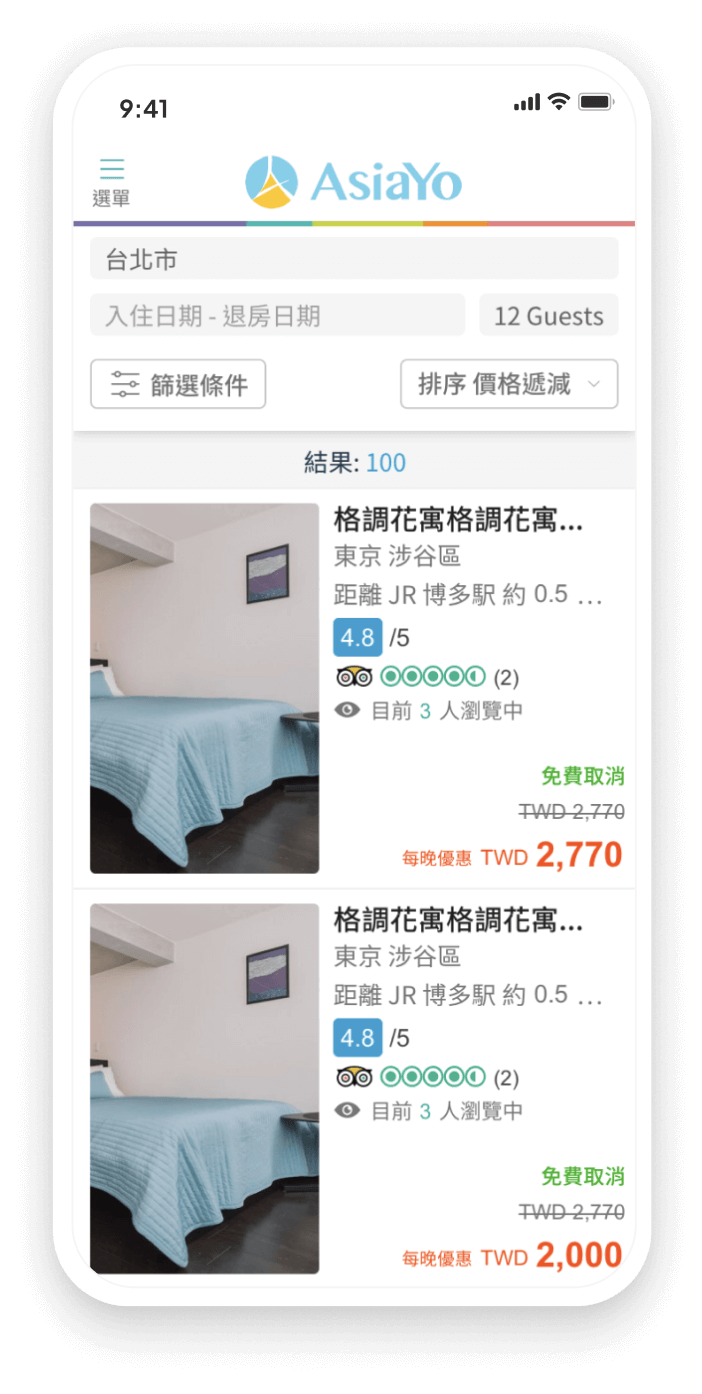 9:41
選單
AsiaYo
台北市
入住日期 - 退房日期
12 Guests
篩選條件
排序 價格遞減
結果: 100
格調花寓格調花寓...
東京 涉谷區
距離 JR 博多駅 約 0.5 ...
4.8 /5
(2)
目前 3 人瀏覽中
免費取消
TWD 2,770
每晚優惠 TWD 2,770
格調花寓格調花寓...
東京 涉谷區
距離 JR 博多駅 約 0.5 ...
4.8 /5
(2)
目前 3 人瀏覽中
免費取消
TWD 2,770
每晚優惠 TWD 2,000